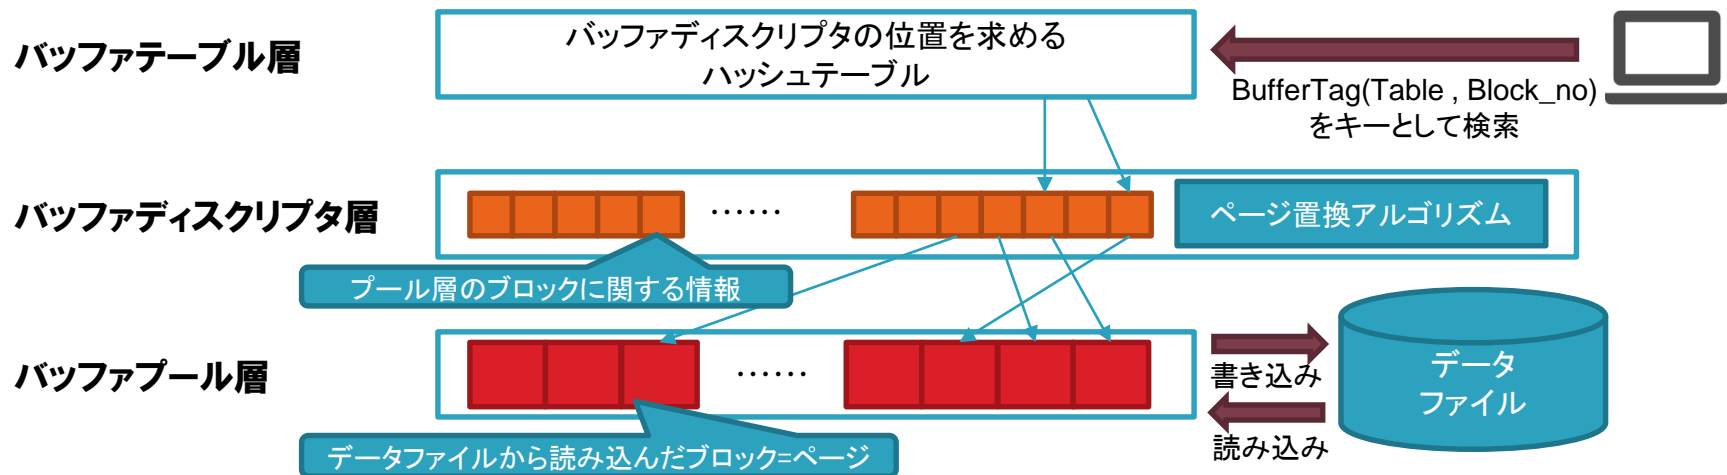 バッファテーブル層
バッファディスクリプタの位置を求める
ハッシュテーブル
BufferTag(Table , Block_no)
をキーとして検索
バッファディスクリプタ層
……
ページ置換アルゴリズム
プール層のブロックに関する情報
バッファプール層
……
書き込み
読み込み
データ
ファイル
データファイルから読み込んだブロック=ページ